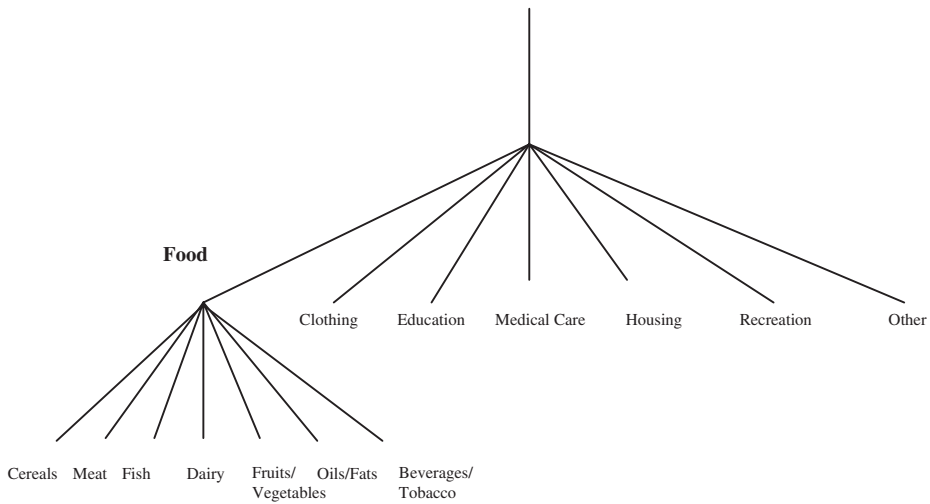 Food
Clothing Education Medical Care Housing Recreation Other
Cereals Meat Fish Dairy Fruits/ Oils/Fats Beverages/
Vegetables Tobacco